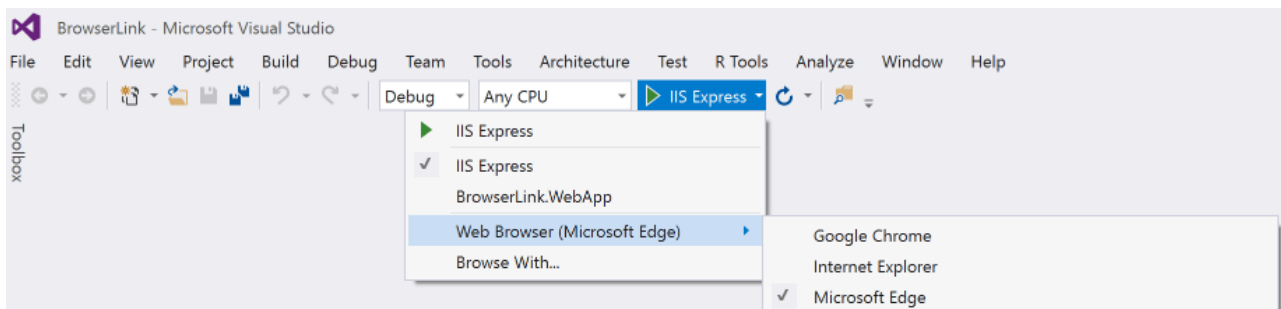 BrowserLink - Microsoft Visual Studio
File Edit View Project Build Debug Team Tools Architecture Test R Tools Analyze Window Help
Debug Any CPU IIS Express
Toolbox
IIS Express
IIS Express
BrowserLink.WebApp
Web Browser (Microsoft Edge)
Browse With...
Google Chrome
Internet Explorer
Microsoft Edge